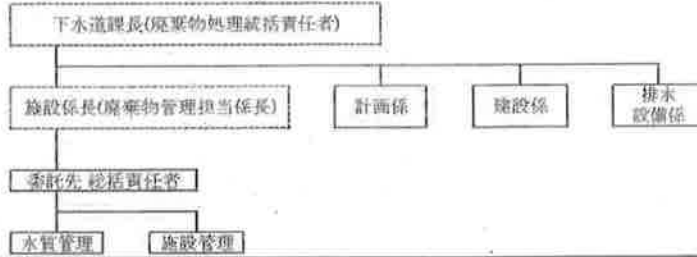 下水道課長(廃棄物処理統括責任者)
施設係長(廃棄物管理担当係長)
計画係
建設係
排水
設備係
委託先 総括責任者
水質管理
施設管理